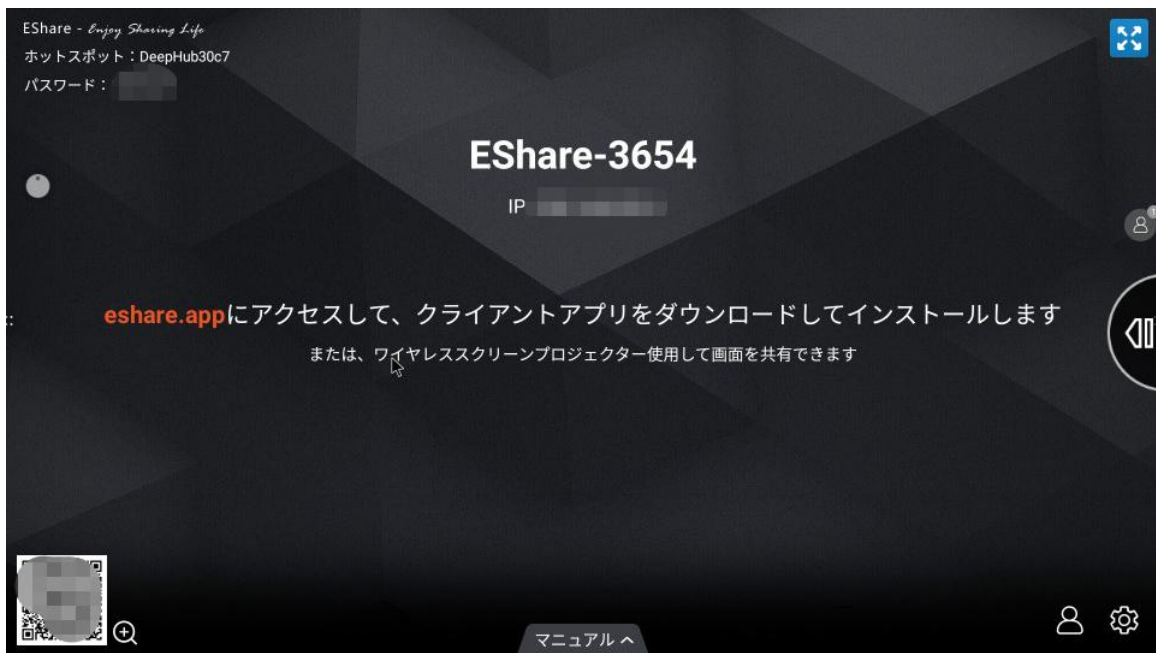 EShare - Enjoy Sharing Life
ホットスポット：DeepHub30c7
パスワード：
EShare-3654
IP
eshare.appにアクセスして、クライアントアプリをダウンロードしてインストールします
または、ワイヤレススクリーンプロジェクター使用して画面を共有できます
マニュアル